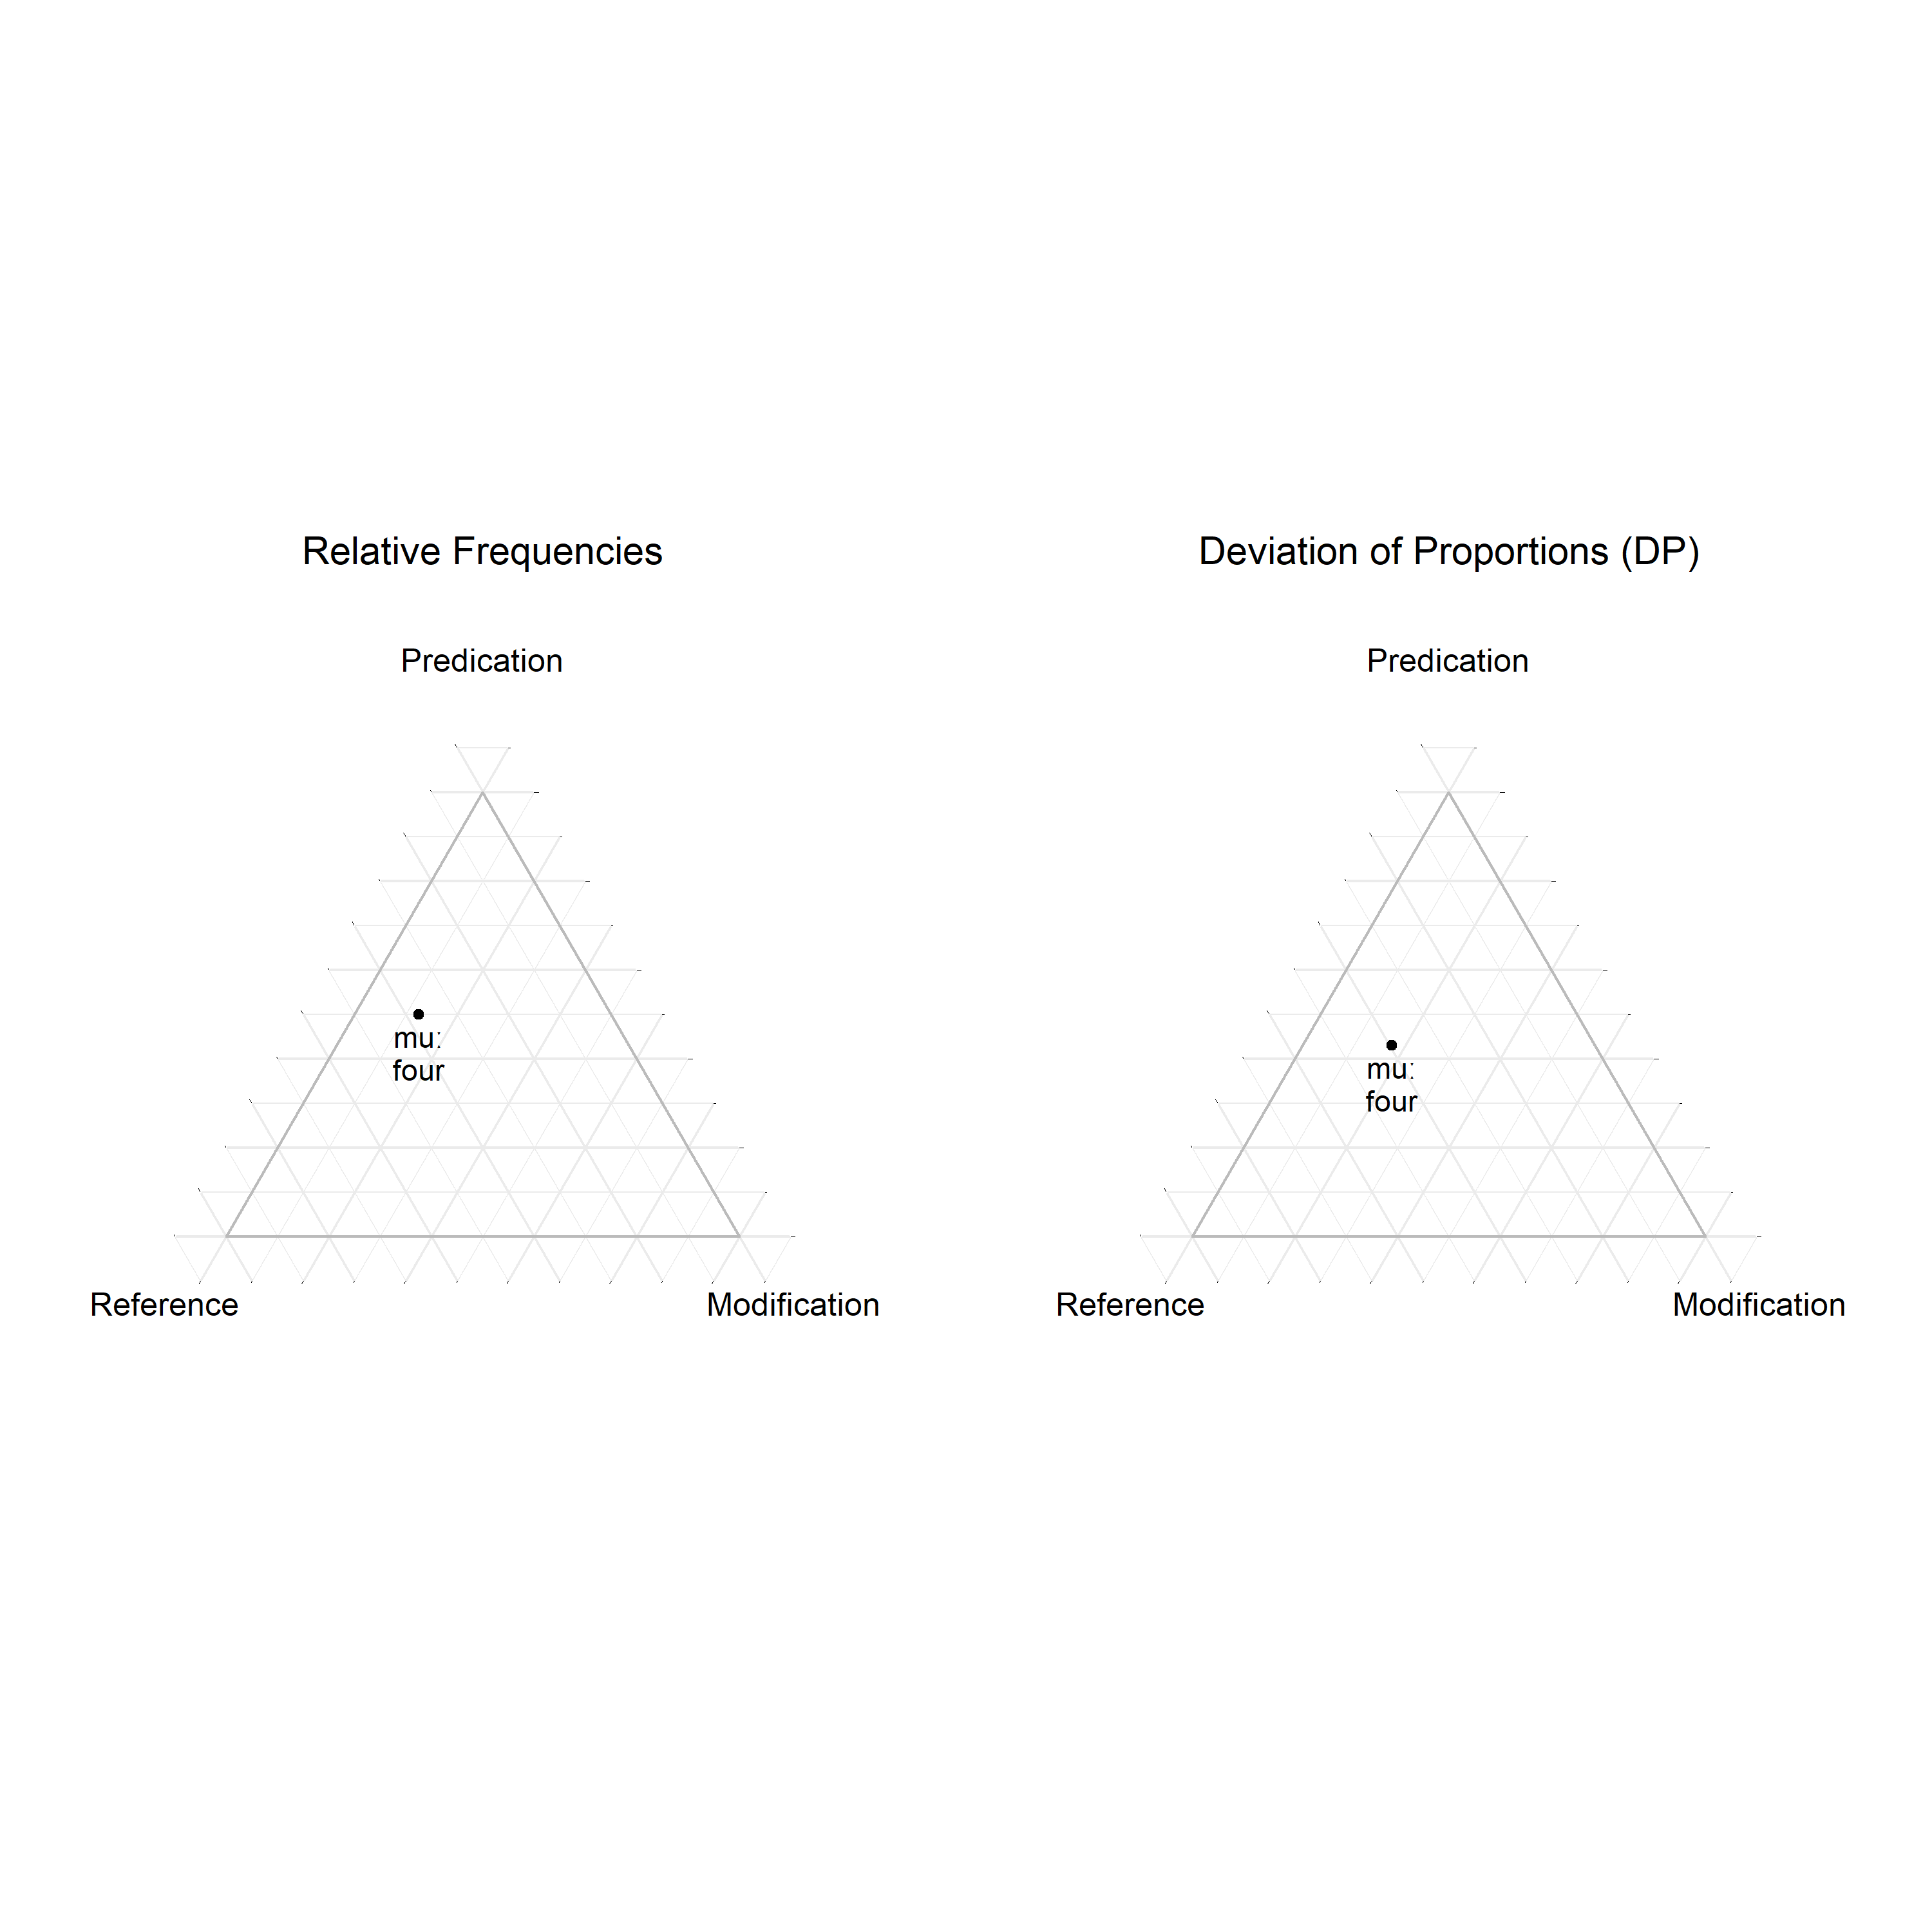 Relative Frequencies
Predication
mu:
four
Reference
Modification
Deviation of Proportions (DP)
Predication
mu:
four
Reference
Modification